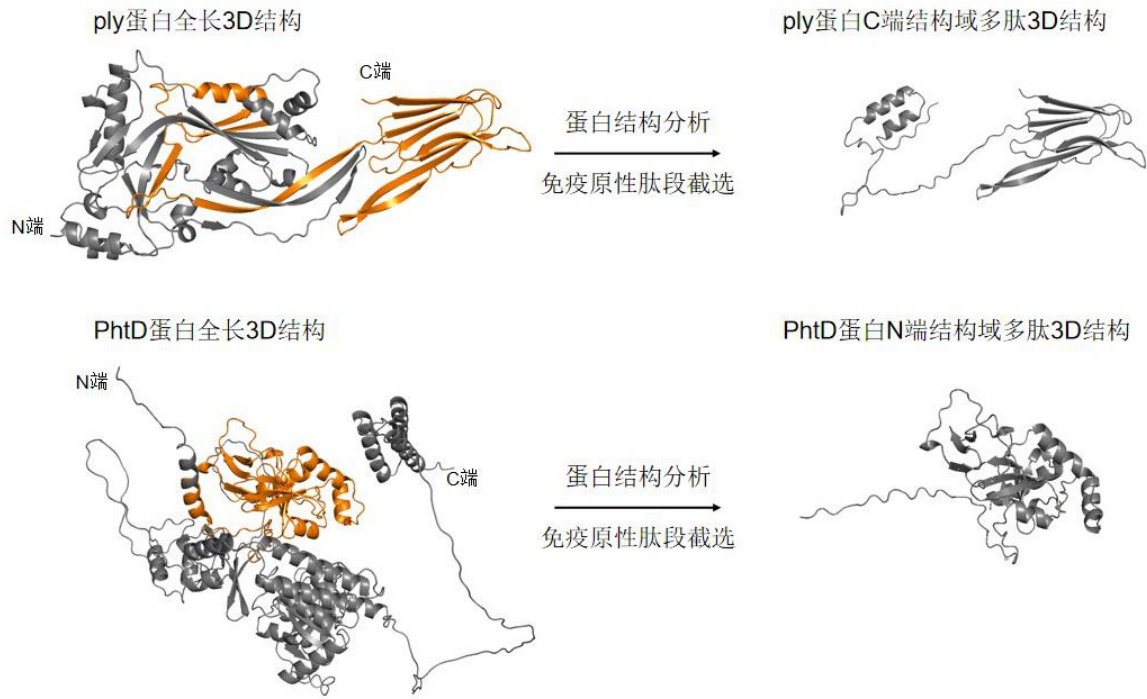 ply蛋白全长3D结构
ply蛋白C端结构域多肽3D结构
C端
蛋白结构分析
免疫原性肽段截选
N端
PhtD蛋白全长3D结构
PhtD蛋白N端结构域多肽3D结构
N端
C端
蛋白结构分析
免疫原性肽段截选